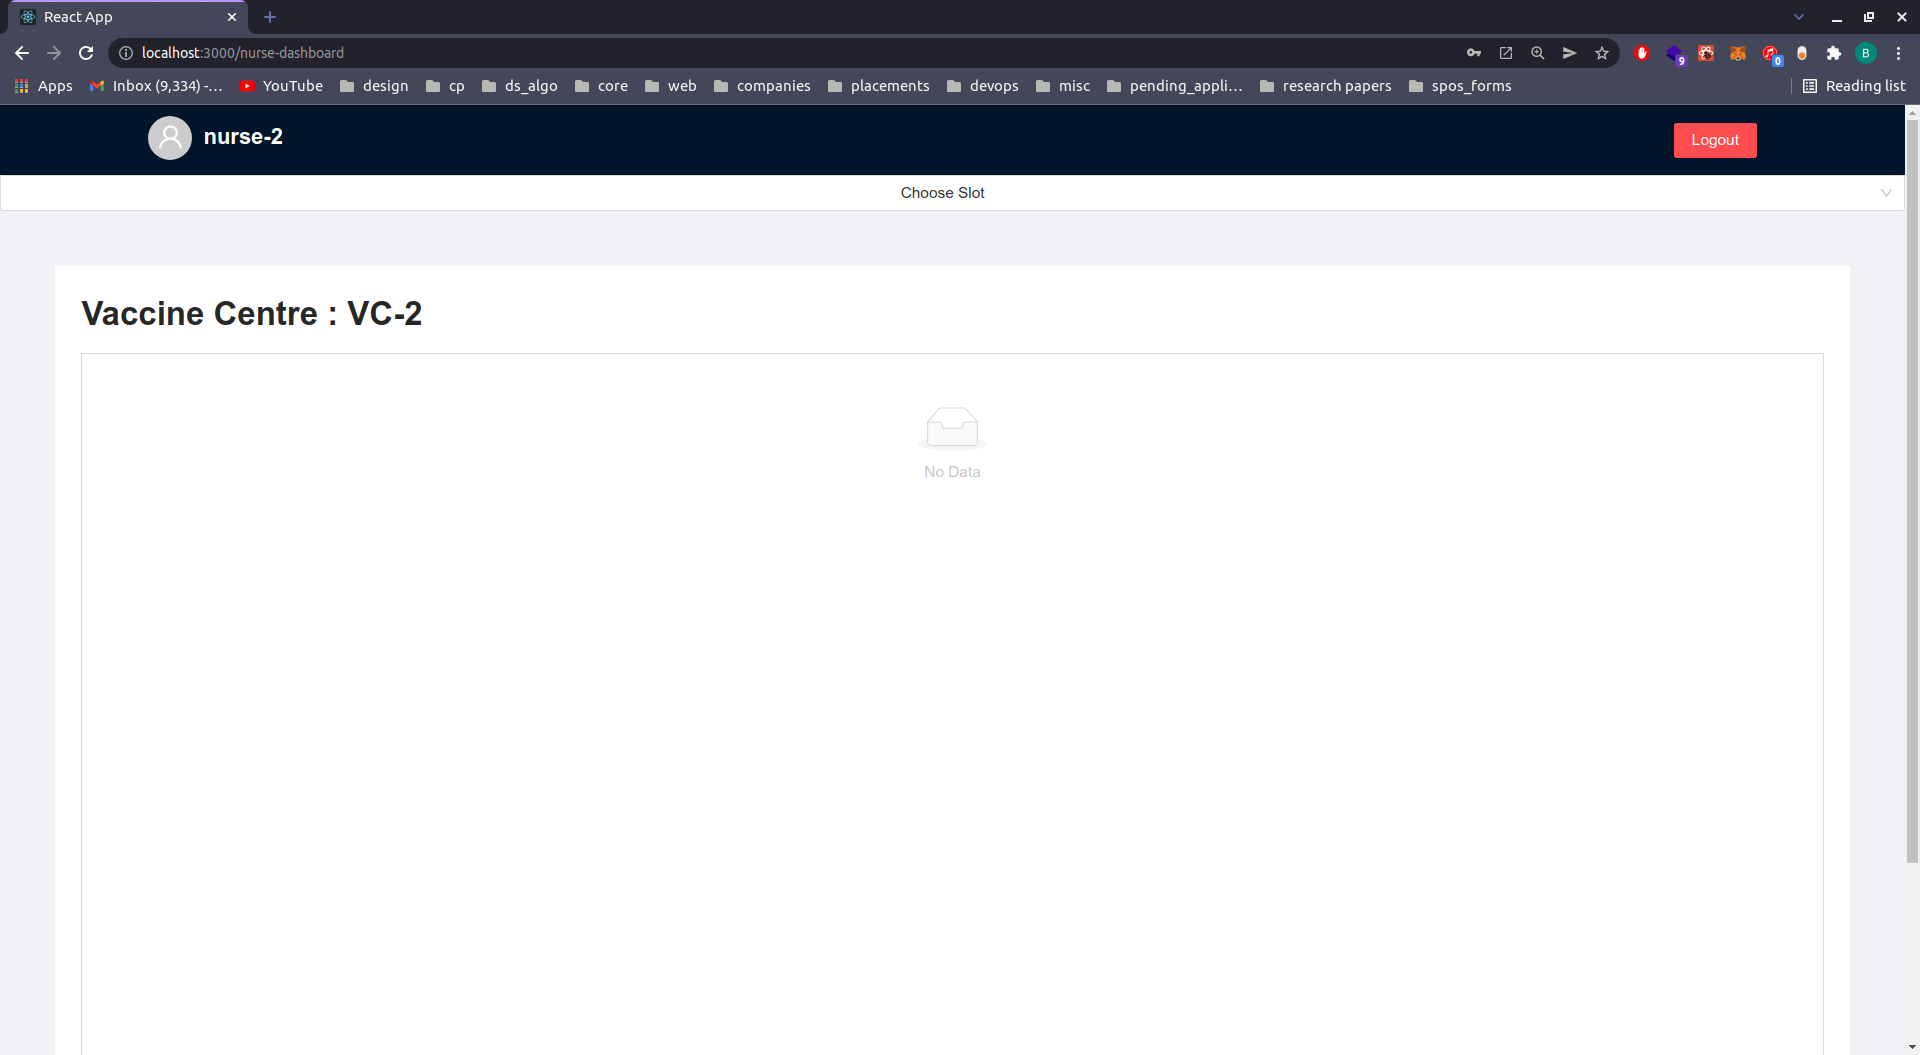 React App
localhost:3000/nurse-dashboard
9
0
B
Apps
Inbox (9,334) -...
YouTube
design
cp
ds_algo
core
web
companies
placements
devops
misc
pending_appli...
research papers
spos_forms
Reading list
nurse-2
Logout
Choose Slot
Vaccine Centre : VC-2
No Data